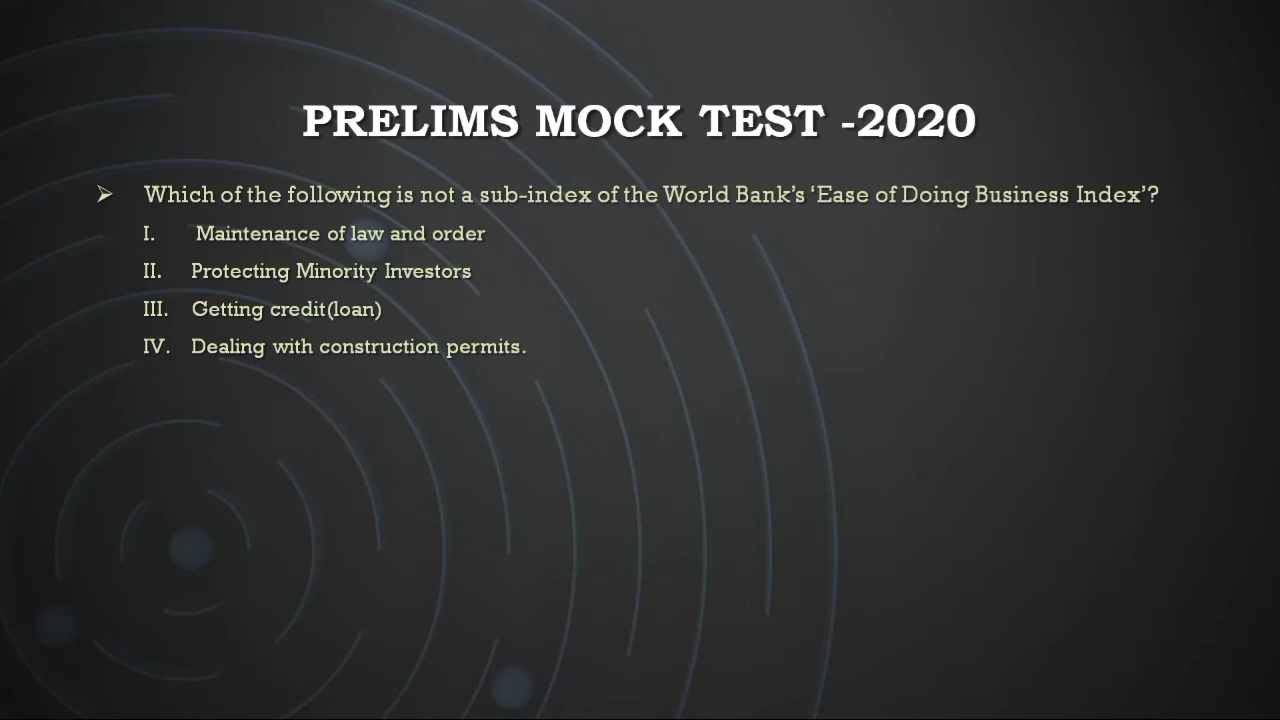 PRELIMS MOCK TEST -2020
➢ Which of the following is not a sub-index of the World Bank’s ‘Ease of Doing Business Index’?
I. Maintenance of law and order
II. Protecting Minority Investors
III. Getting credit(loan)
IV. Dealing with construction permits.